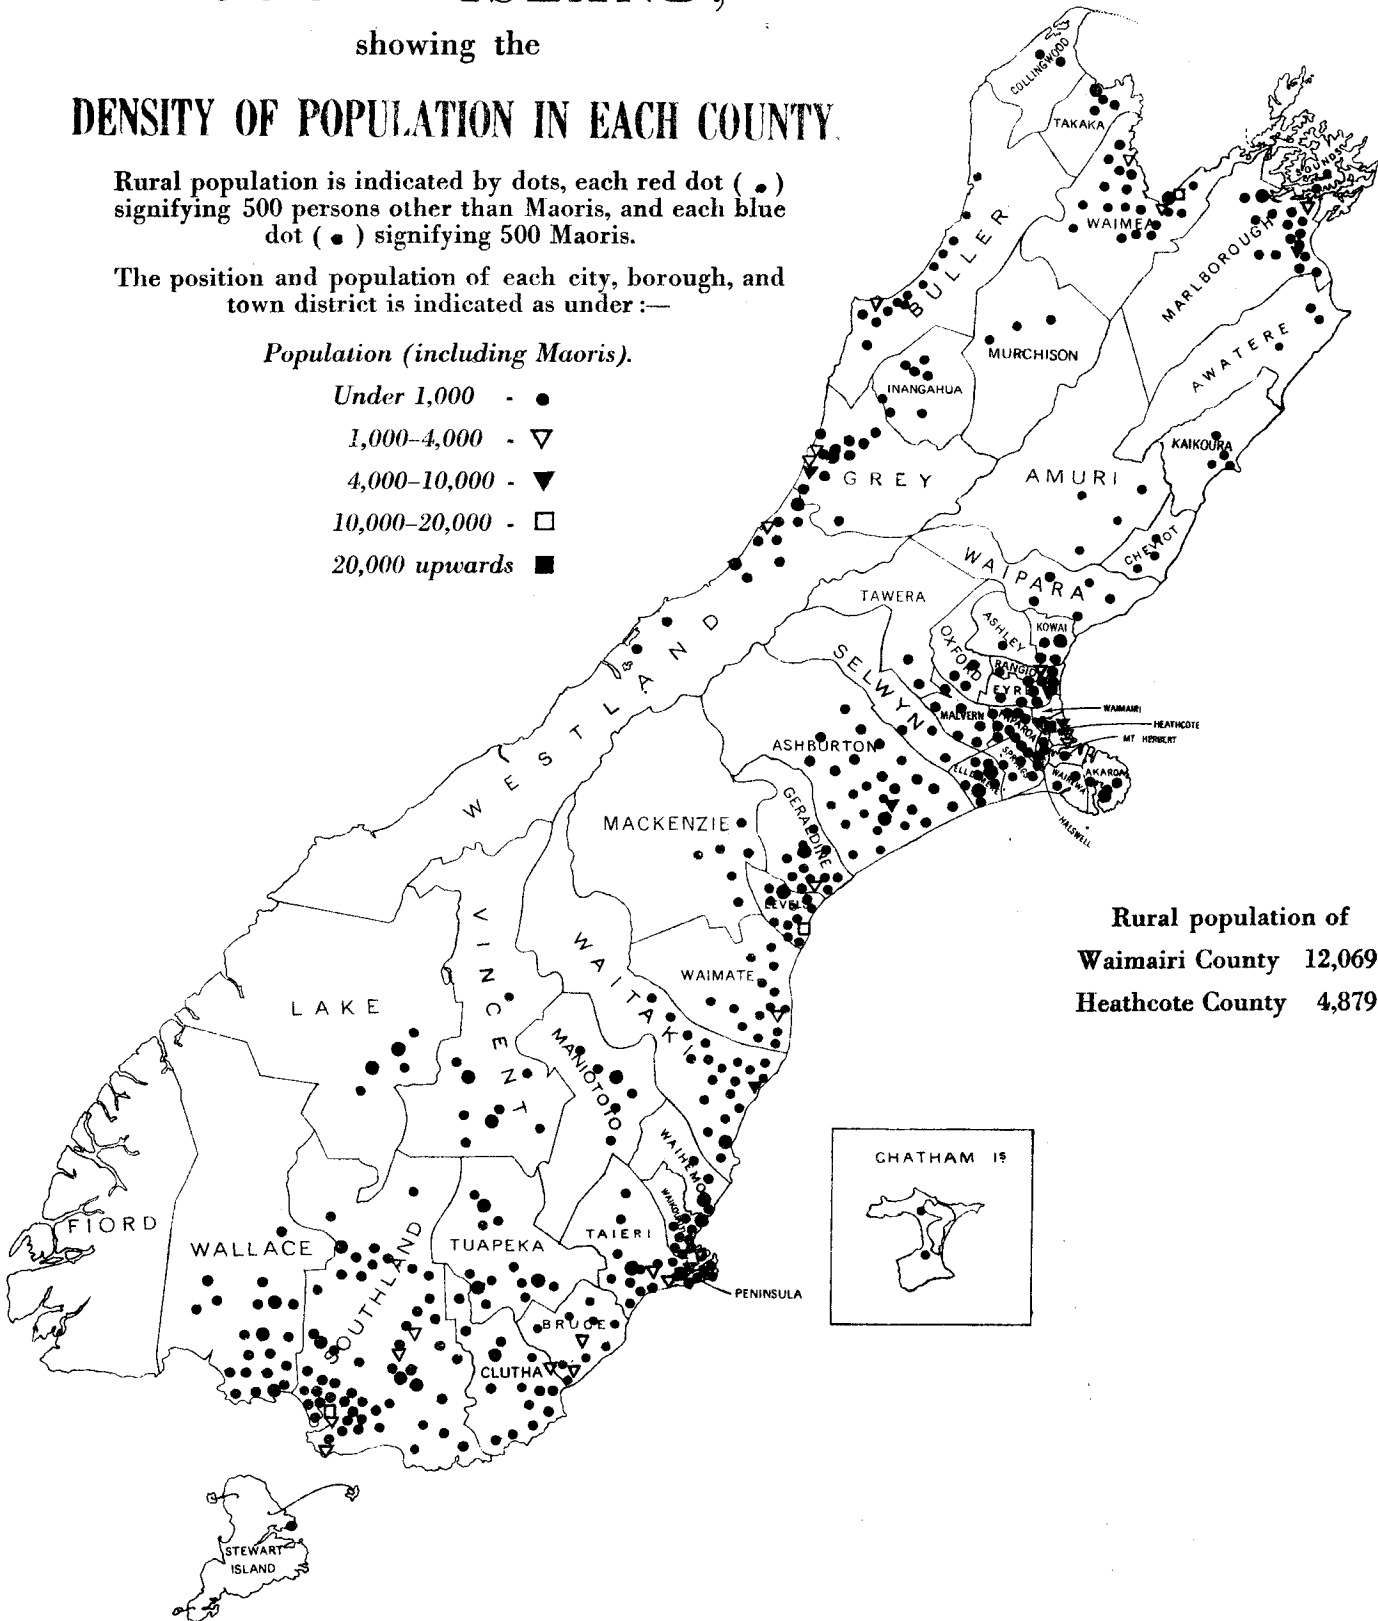 ISLAND,
showing the
DENSITY OF POPULATION IN EACH COUNTY.
Rural population is indicated by dots, each red dot ( • )
signifying 500 persons other than Maoris, and each blue
dot ( • ) signifying 500 Maoris.
The position and population of each city, borough, and
town district is indicated as under :—
Population (including Maoris).
Under 1,000 - ●
1,000–4,000 - ▽
4,000–10,000 - ▼
10,000–20,000 - □
20,000 upwards ■
COLLINGWOOD
TAKAKA
SOUNDS
WAIMEA
BULLER
MARLBOROUGH
MURCHISON
AWATERE
INANGAHUA
KAIKOURA
GREY
AMURI
CHEVIOT
WAIPARA
TAWERA
ASHLEY
KOWAI
OXFORD
SELWYN
EYRE
WESTLAND
MALVERN
PAPAROA
WAIMAIRI
HEATHCOTE
MT HERBERT
ASHBURTON
SPRINGS
ELLESMERE
WAIREWA
AKAROA
GERALDINE
MACKENZIE
HALSWELL
LEVELS
Rural population of
Waimairi County 12,069
Heathcote County 4,879
VINCENT
WAITAKI
WAIMATE
LAKE
MANIOTOTO
WAIHEMO
CHATHAM IS
WAIKOUAITI
FIORD
WALLACE
SOUTHLAND
TUAPEKA
TAIERI
PENINSULA
BRUCE
CLUTHA
STEWART
ISLAND